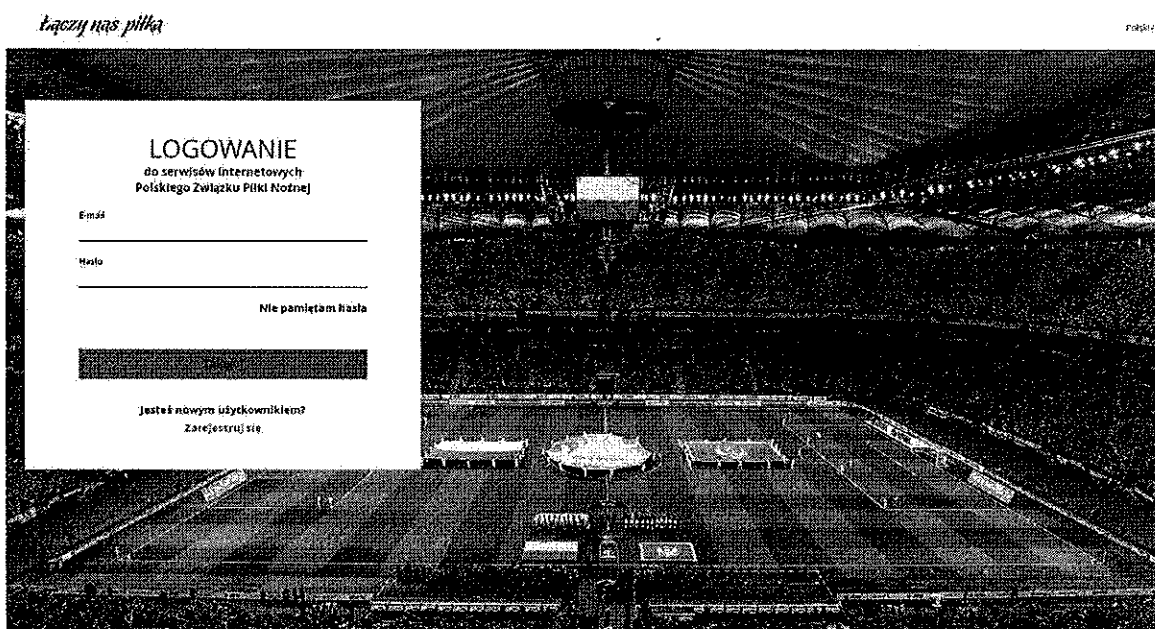 Łączy nas piłka
LOGOWANIE
do serwisów internetowych
Polskiego Związku Piłki Nożnej
E-mail
Hasło
Nie pamiętam hasła
Jesteś nowym użytkownikiem?
Zarejestruj się